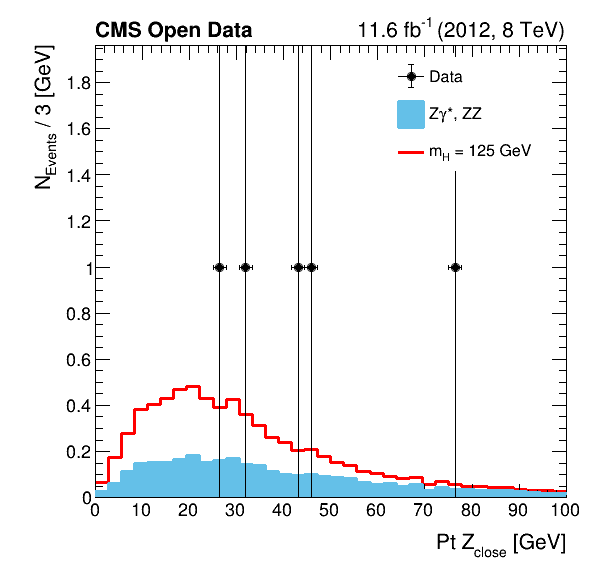 CMS Open Data
11.6 fb⁻¹ (2012, 8 TeV)
N_Events / 3 [GeV]
Data
Zγ*, ZZ
m_H = 125 GeV
1.8
1.6
1.4
1.2
1
0.8
0.6
0.4
0.2
0
0 10 20 30 40 50 60 70 80 90 100
Pt Z_close [GeV]